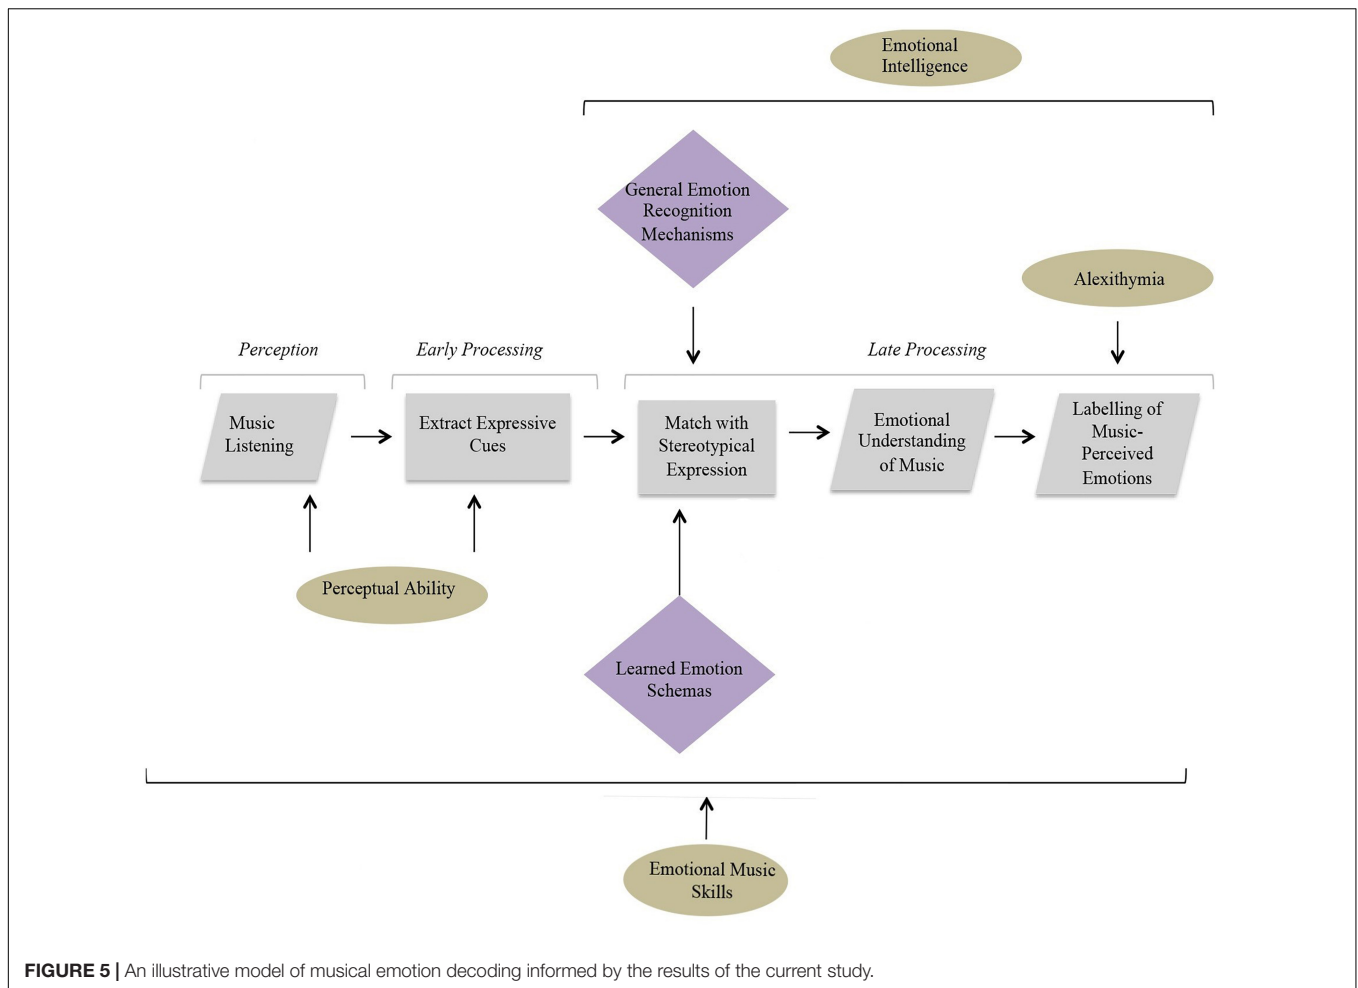 Emotional
Intelligence
General Emotion
Recognition
Mechanisms
Alexithymia
Perception
Early Processing
Late Processing
Music
Listening
Extract Expressive
Cues
Match with
Stereotypical
Expression
Emotional
Understanding
of Music
Labelling of
Music-
Perceived
Emotions
Perceptual Ability
Learned Emotion
Schemas
Emotional Music
Skills
FIGURE 5 | An illustrative model of musical emotion decoding informed by the results of the current study.